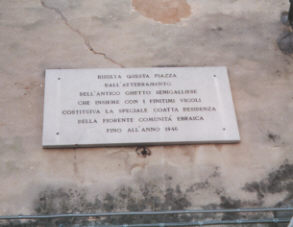 RISULTA QUESTA PIAZZA
DALL'ATTERRAMENTO
DELL'ANTICO GHETTO SENIGALLIESE
CHE INSIEME CON I FINITIMI VICOLI
COSTITUIVA LA SPECIALE COATTA RESIDENZA
DELLA FIORENTE COMUNITÀ EBRAICA
FINO ALL'ANNO